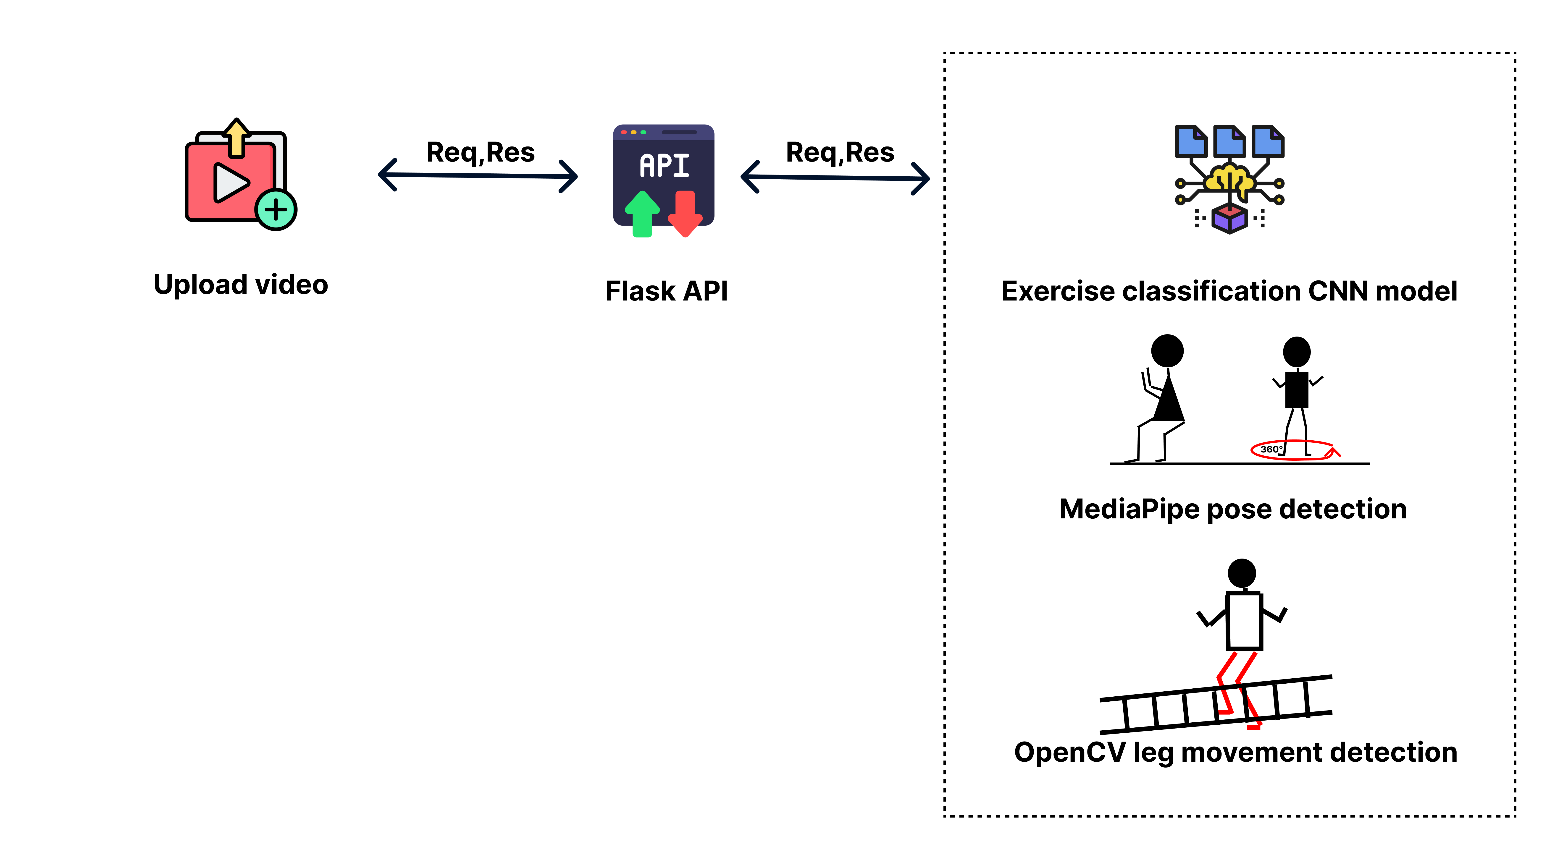 Req,Res
Req,Res
API
Upload video
Flask API
Exercise classification CNN model
360°
MediaPipe pose detection
OpenCV leg movement detection